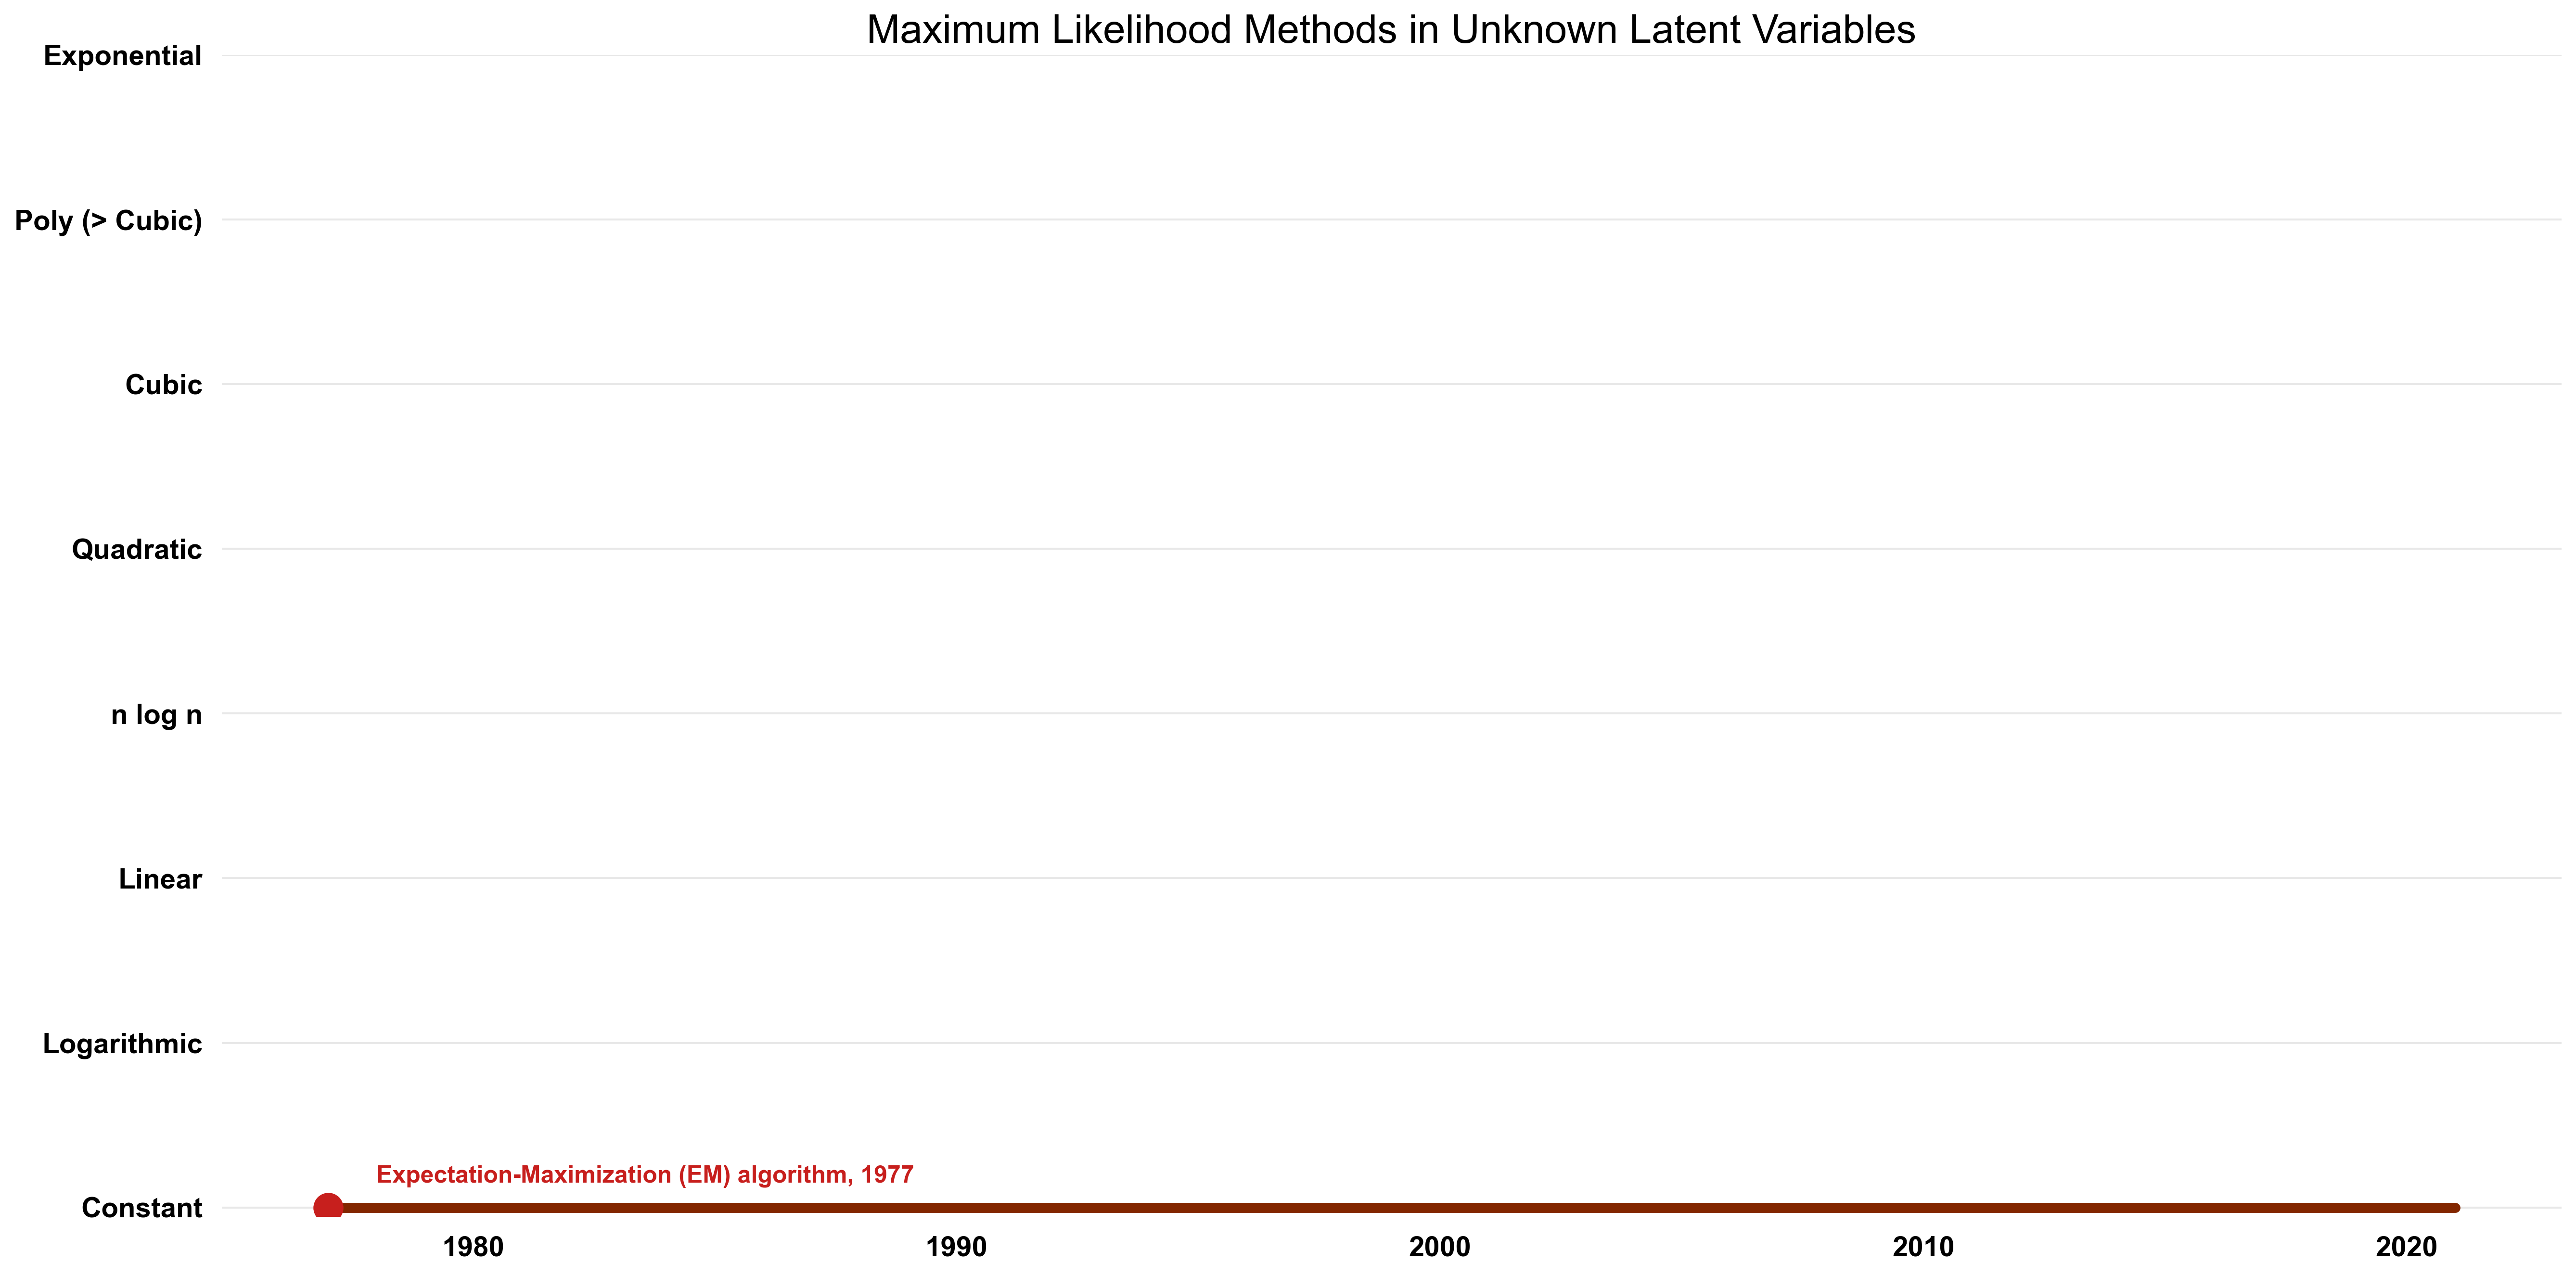 Maximum Likelihood Methods in Unknown Latent Variables
Exponential
Poly (> Cubic)
Cubic
Quadratic
n log n
Linear
Logarithmic
Expectation-Maximization (EM) algorithm, 1977
Constant
1980 1990 2000 2010 2020